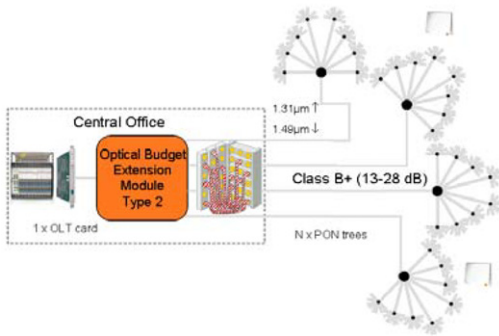 1.31µm ↑
1.49µm ↓
Central Office
Optical Budget
Extension
Module
Type 2
Class B+ (13-28 dB)
1 x OLT card
N x PON trees